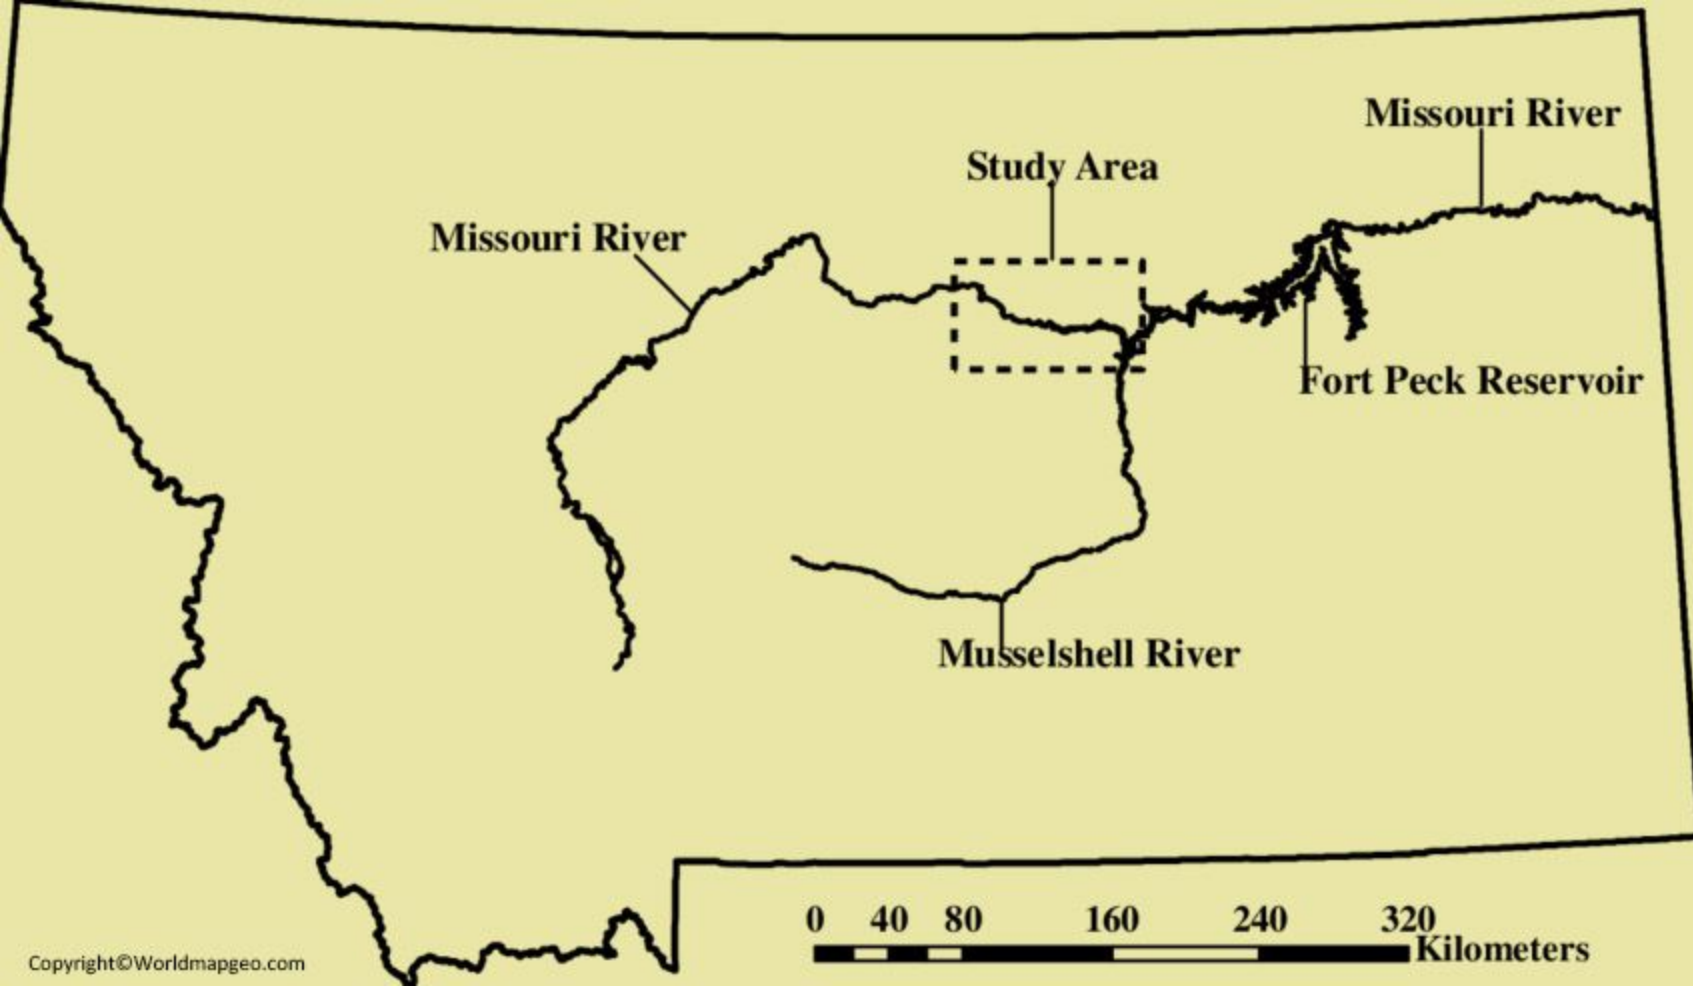 Missouri River
Study Area
Missouri River
Fort Peck Reservoir
Musselshell River
0 40 80 160 240 320
Kilometers
Copyright©Worldmapgeo.com